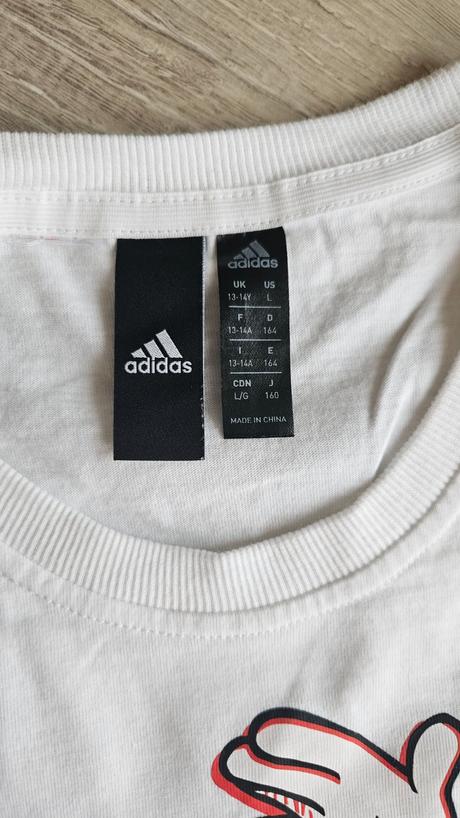 adidas
adidas
UK US
13-14Y L
F D
13-14A 164
I E
13-14A 164
CDN J
L/G 160
MADE IN CHINA